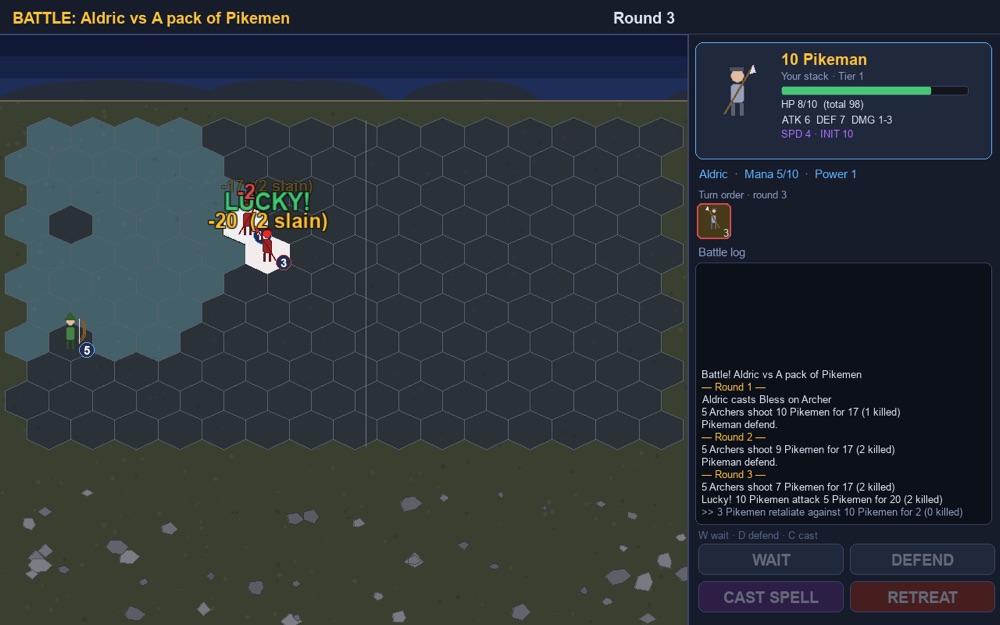 BATTLE: Aldric vs A pack of Pikemen
Round 3
10 Pikeman
Your stack · Tier 1
HP 8/10 (total 98)
ATK 6 DEF 7 DMG 1-3
SPD 4 · INIT 10
Aldric · Mana 5/10 · Power 1
Turn order · round 3
3
Battle log
Battle! Aldric vs A pack of Pikemen
— Round 1 —
Aldric casts Bless on Archer
5 Archers shoot 10 Pikemen for 17 (1 killed)
Pikemen defend.
— Round 2 —
5 Archers shoot 9 Pikemen for 17 (2 killed)
Pikemen defend.
— Round 3 —
5 Archers shoot 7 Pikemen for 17 (2 killed)
Lucky! 10 Pikemen attack 5 Pikemen for 20 (2 killed)
>> 3 Pikemen retaliate against 10 Pikemen for 2 (0 killed)
W wait · D defend · C cast
WAIT
DEFEND
CAST SPELL
RETREAT
-17 (2 slain)
-2
LUCKY!
-20 (2 slain)
3
5